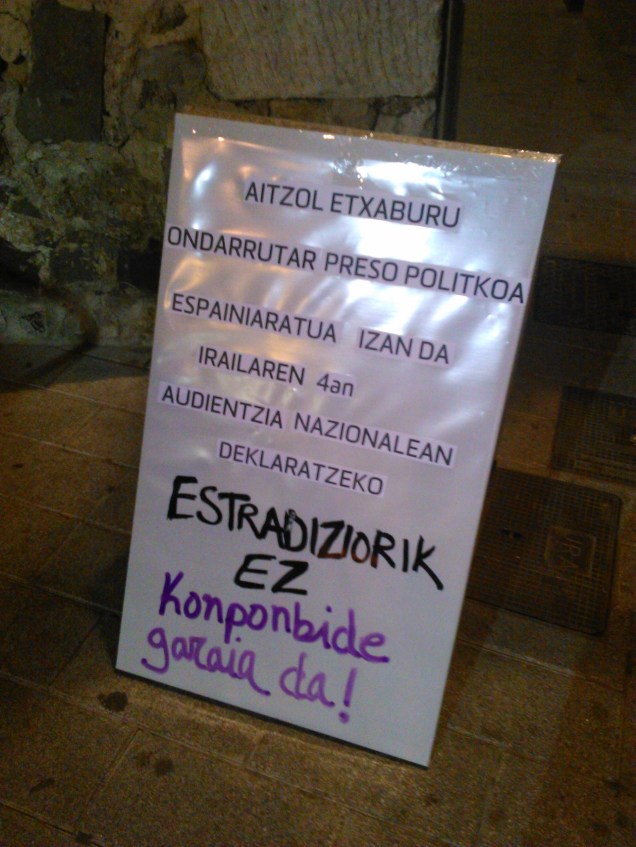 AITZOL ETXABURU
ONDARRUTAR PRESO POLITKOA
ESPAINIARATUA IZAN DA
IRAILAREN 4an
AUDIENTZIA NAZIONALEAN
DEKLARATZEKO
ESTRADIZIORIK
EZ
Konponbide
garaia da!